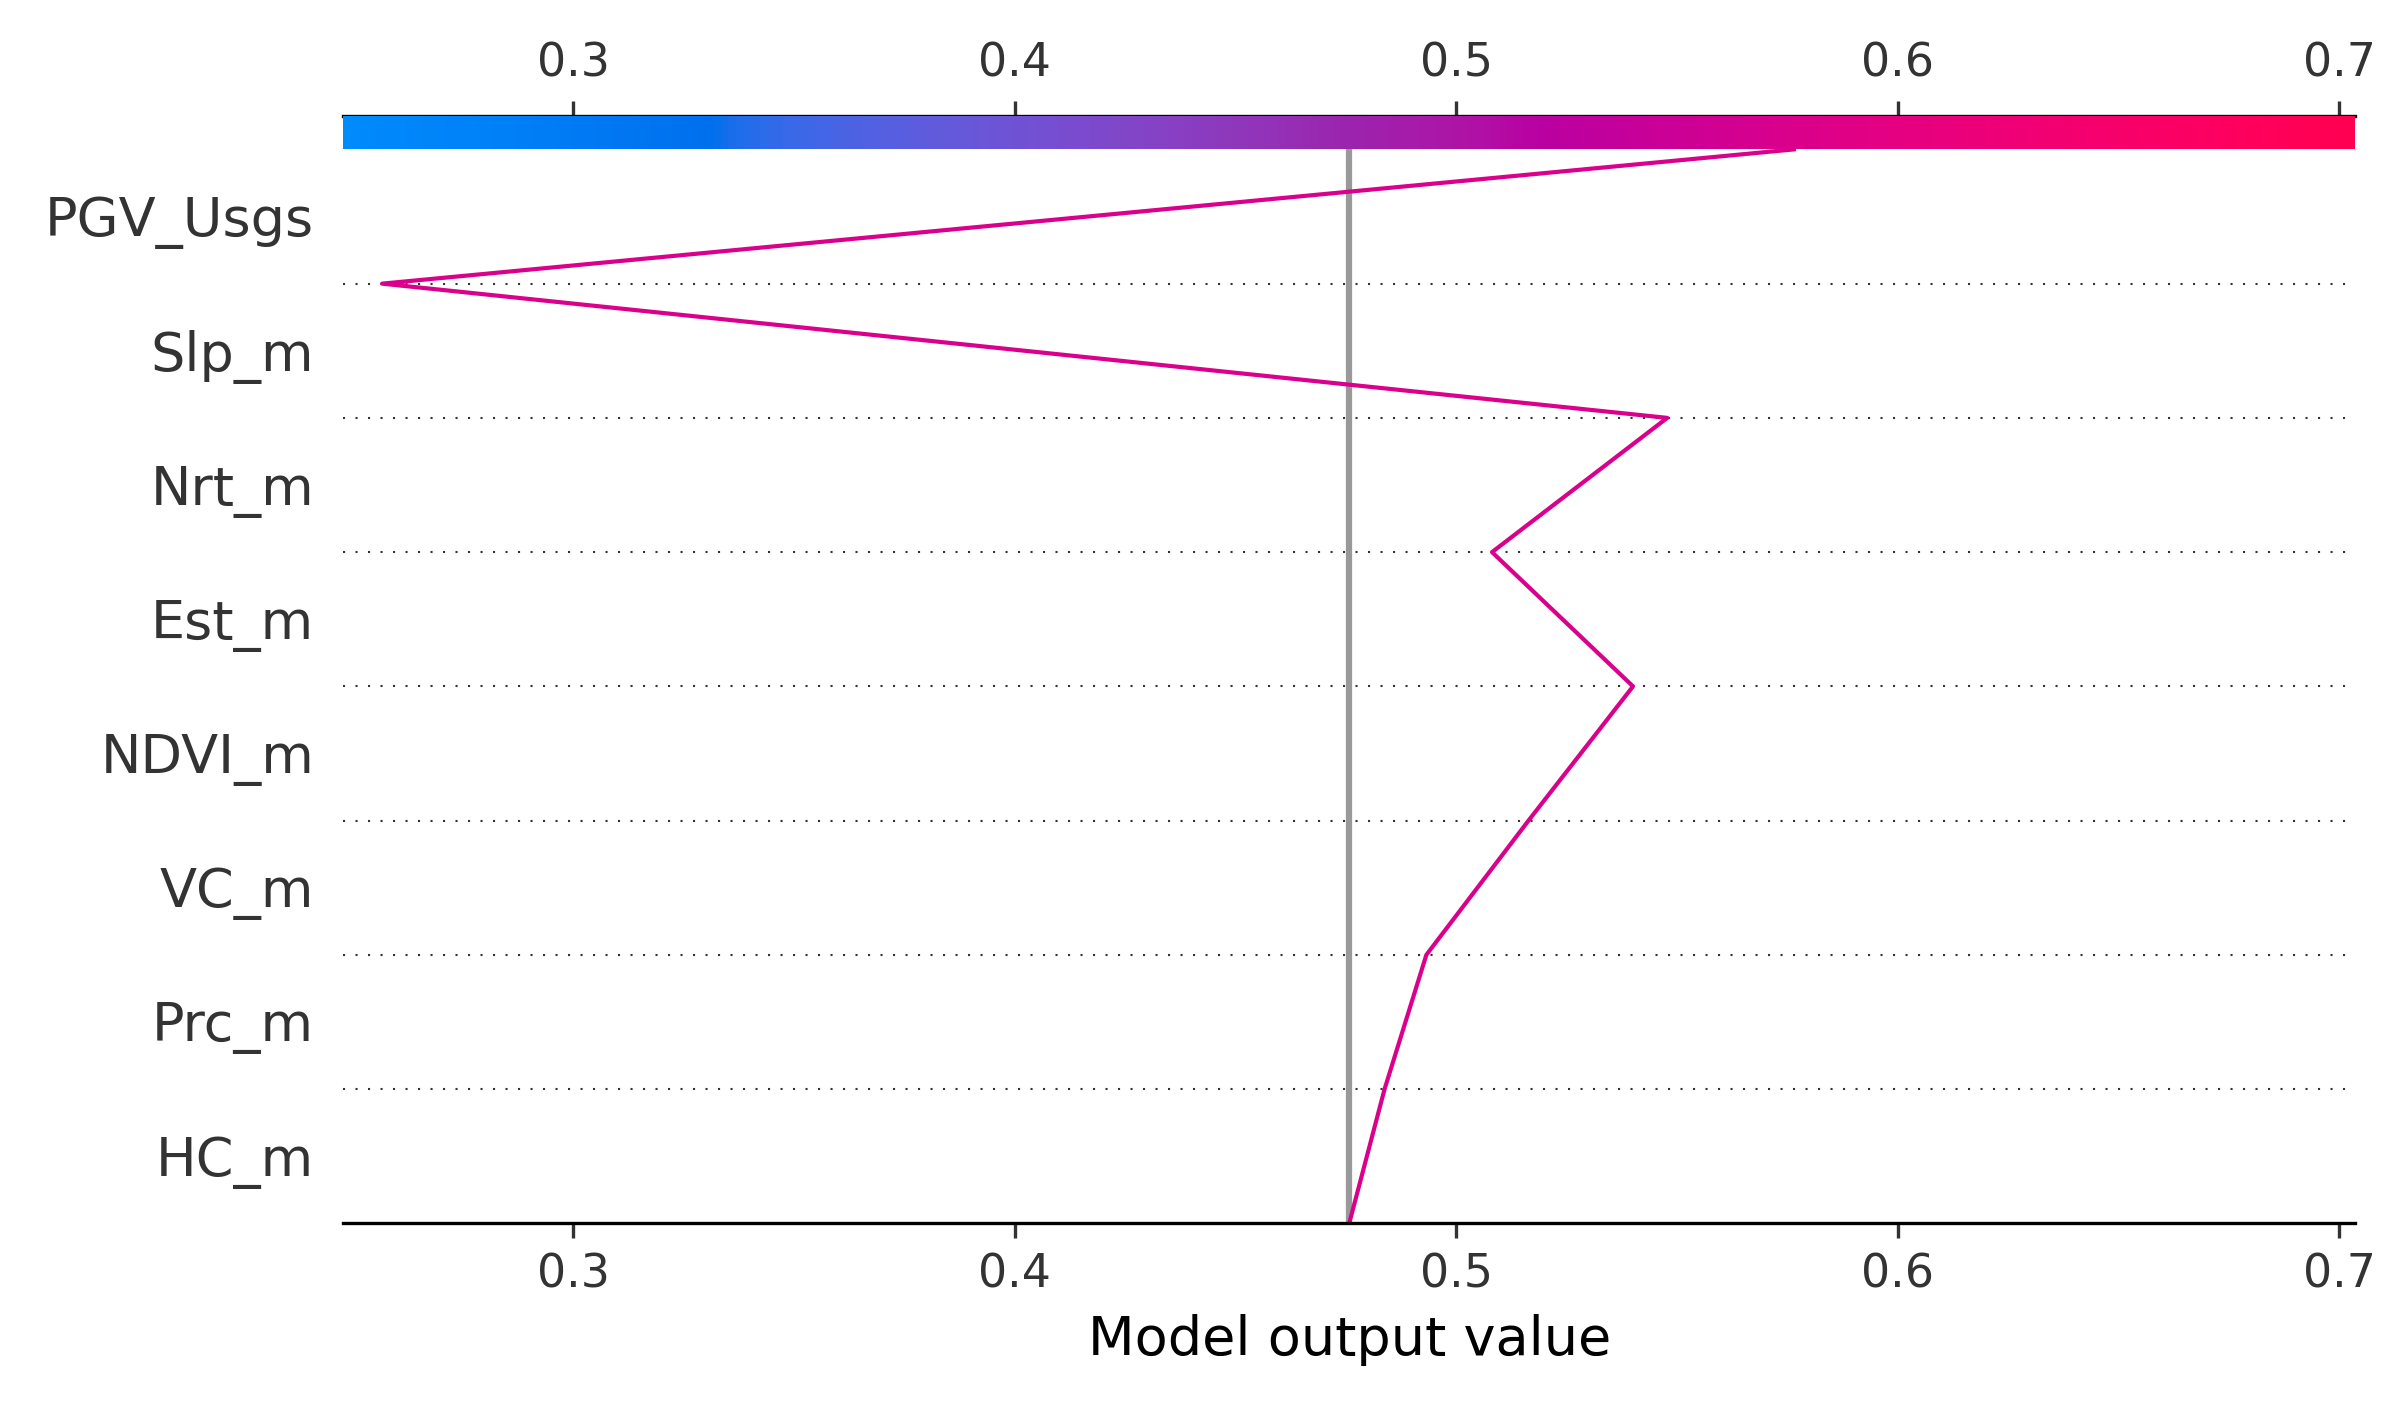 0.3 0.4 0.5 0.6 0.7
PGV_Usgs
Slp_m
Nrt_m
Est_m
NDVI_m
VC_m
Prc_m
HC_m
0.3 0.4 0.5 0.6 0.7
Model output value